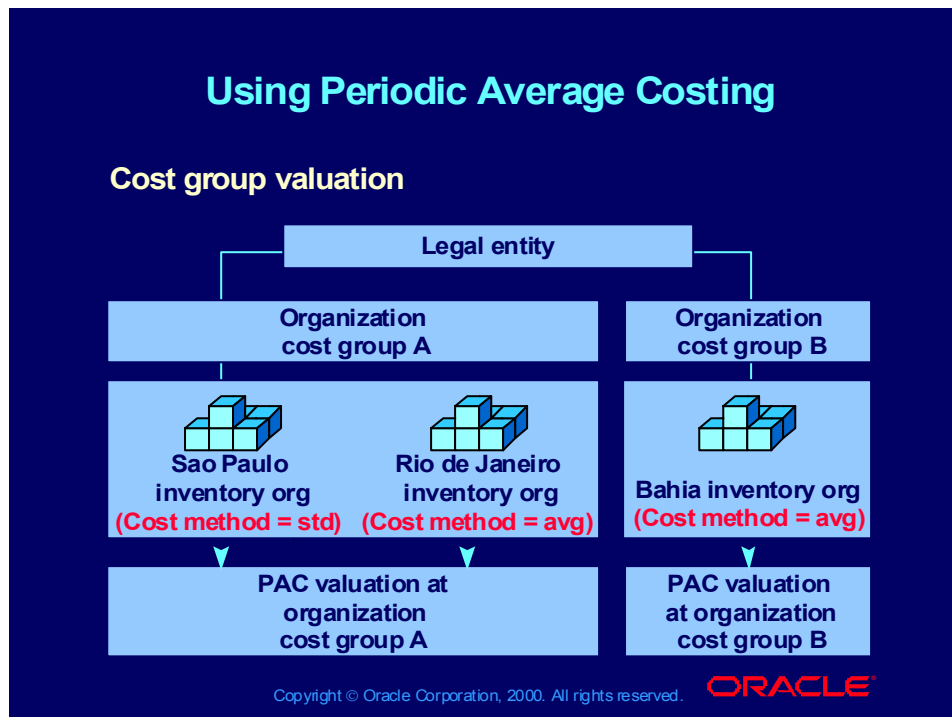 Using Periodic Average Costing
Cost group valuation
Legal entity
Organization
cost group A
Organization
cost group B
Sao Paulo
inventory org
(Cost method = std)
Rio de Janeiro
inventory org
(Cost method = avg)
Bahia inventory org
(Cost method = avg)
PAC valuation at
organization
cost group A
PAC valuation
at organization
cost group B
Copyright © Oracle Corporation, 2000. All rights reserved.
ORACLE®